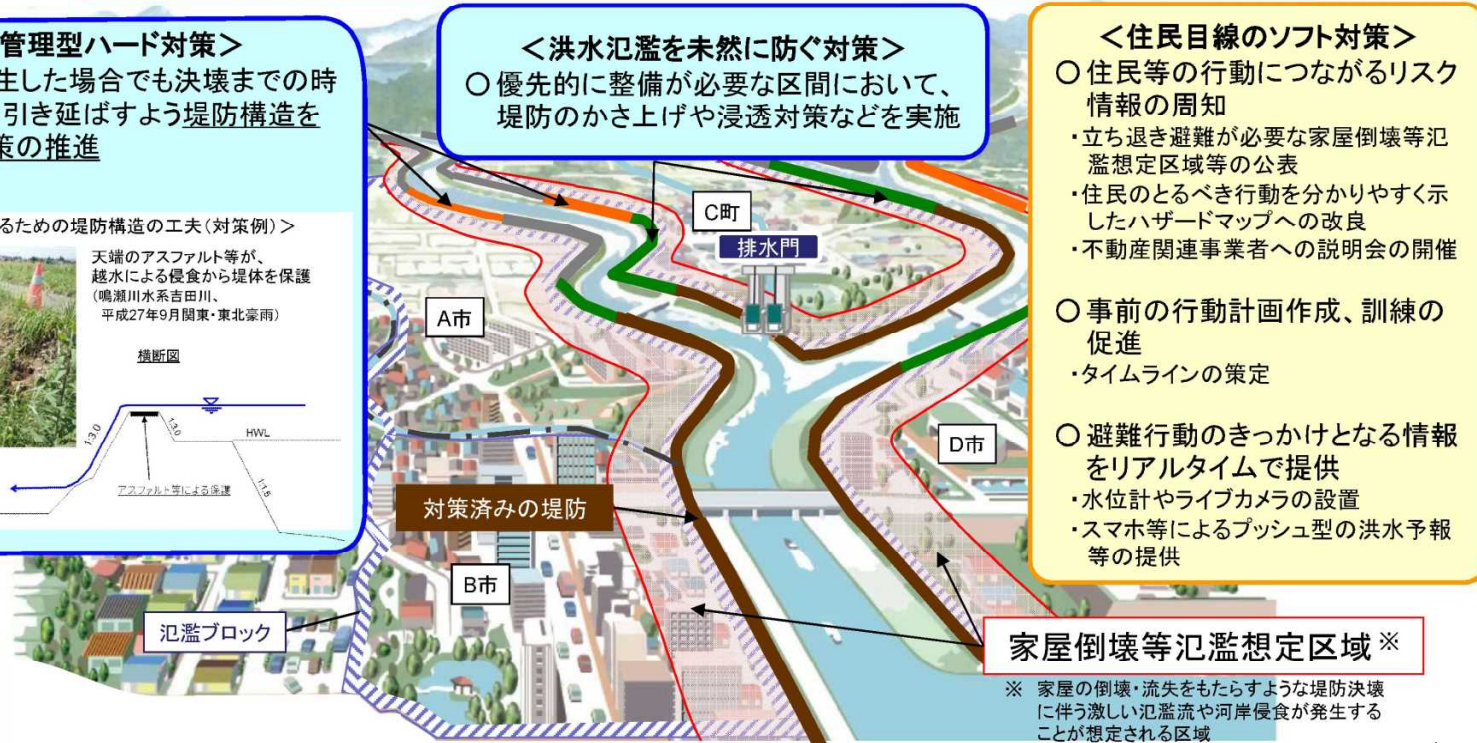 管理型ハード対策＞
生した場合でも決壊までの時
引き延ばすよう堤防構造を
策の推進
るための堤防構造の工夫(対策例)＞
天端のアスファルト等が、
越水による侵食から堤体を保護
(鳴瀬川水系吉田川、
平成27年9月関東・東北豪雨)
横断図
1:3.0
1:3.0
HWL
1:1.8
アスファルト等による保護
＜洪水氾濫を未然に防ぐ対策＞
○優先的に整備が必要な区間において、
堤防のかさ上げや浸透対策などを実施
＜住民目線のソフト対策＞
○住民等の行動につながるリスク
情報の周知
・立ち退き避難が必要な家屋倒壊等氾
濫想定区域等の公表
・住民のとるべき行動を分かりやすく示
したハザードマップへの改良
・不動産関連事業者への説明会の開催
○事前の行動計画作成、訓練の
促進
・タイムラインの策定
○避難行動のきっかけとなる情報
をリアルタイムで提供
・水位計やライブカメラの設置
・スマホ等によるプッシュ型の洪水予報
等の提供
C町
排水門
A市
D市
対策済みの堤防
B市
氾濫ブロック
家屋倒壊等氾濫想定区域※
※ 家屋の倒壊・流失をもたらすような堤防決壊
に伴う激しい氾濫流や河岸侵食が発生する
ことが想定される区域